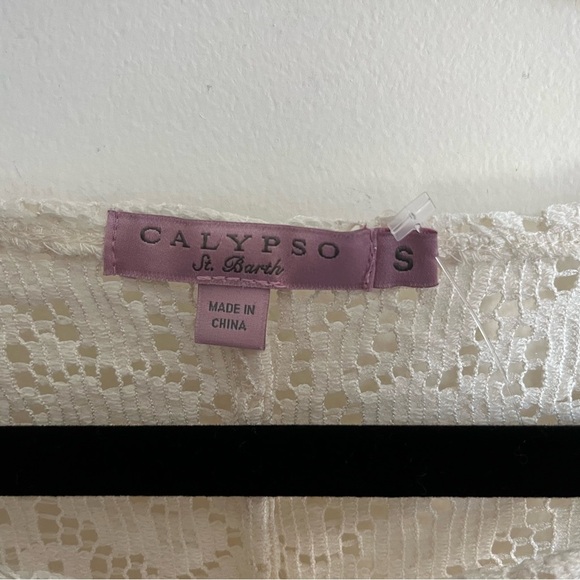 CALYPSO
St. Barth
S
MADE IN
CHINA